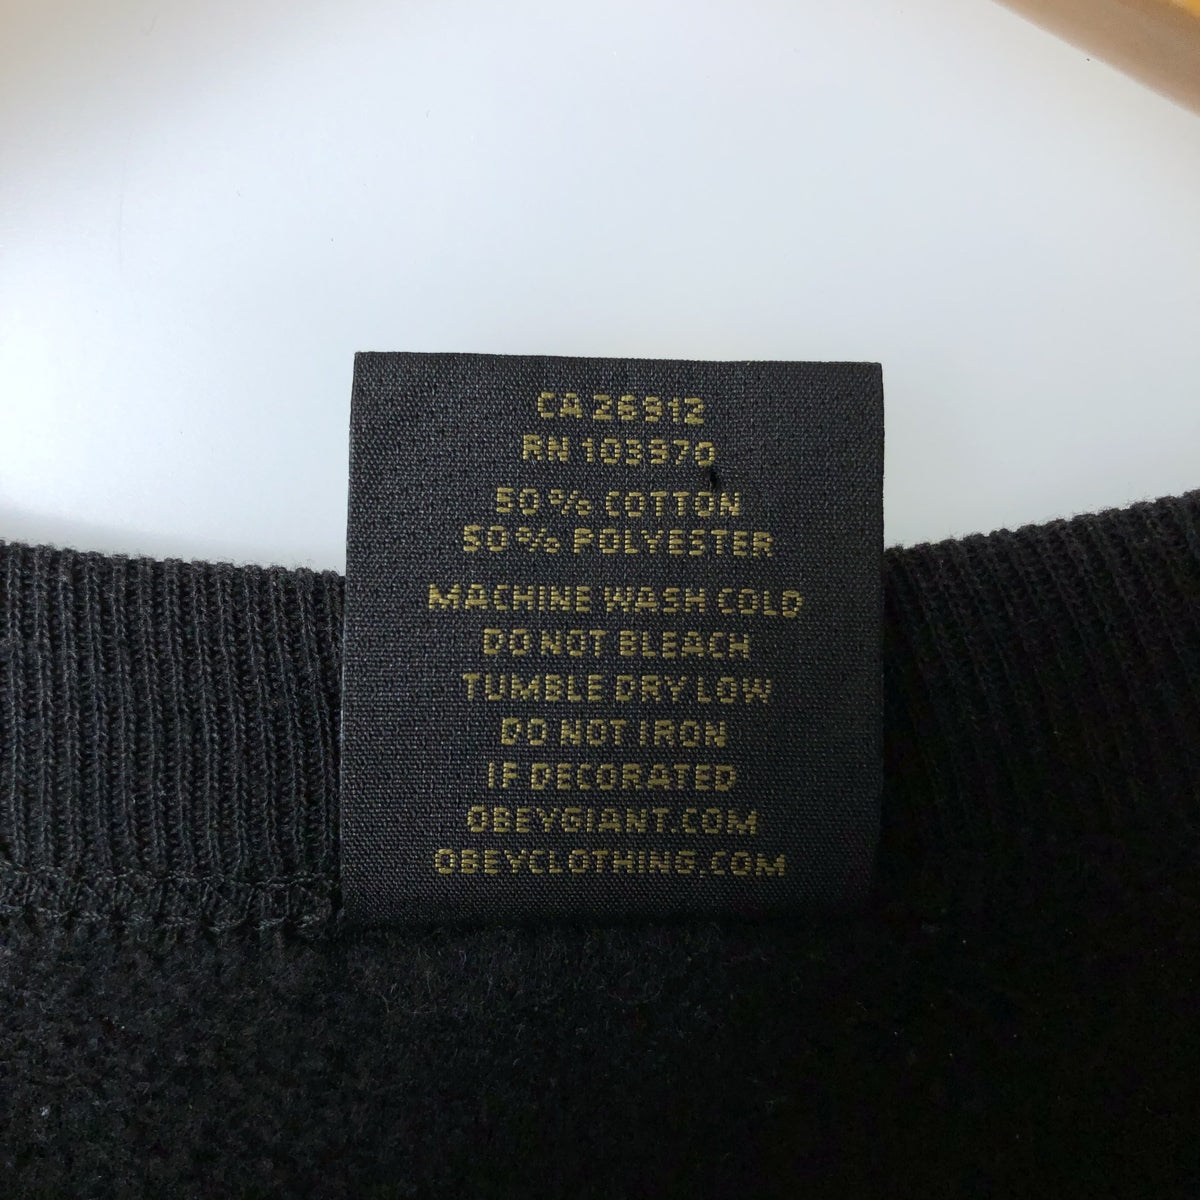 CA 26912
RN 103970
50% COTTON
50% POLYESTER
MACHINE WASH COLD
DO NOT BLEACH
TUMBLE DRY LOW
DO NOT IRON
IF DECORATED
OBEYGIANT.COM
OBEYCLOTHING.COM